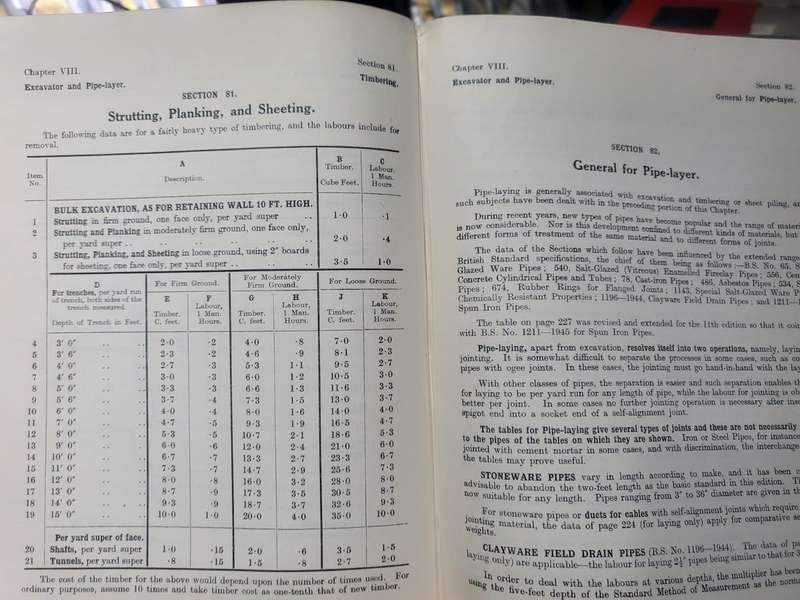 Chapter VIII.
Section 81.
Excavator and Pipe-layer.
Timbering.
SECTION 81.
Strutting, Planking, and Sheeting.
The following data are for a fairly heavy type of timbering, and the labours include for
removal.
Item No. A Description. B Timber. Cube Feet. C Labour, 1 Man. Hours.
BULK EXCAVATION, AS FOR RETAINING WALL 10 FT. HIGH.
1 Strutting in firm ground, one face only, per yard super .. 1·0 ·1
2 Strutting and Planking in moderately firm ground, one face only,
per yard super .. .. .. .. .. .. 2·0 ·4
3 Strutting, Planking, and Sheeting in loose ground, using 2" boards
for sheeting, one face only, per yard super .. .. .. 3·5 1·0
D For Firm Ground. For Moderately Firm Ground. For Loose Ground.
For trenches, per yard run of trench, both sides of the trench measured.
Depth of Trench in Feet.
E Timber. C. feet. F Labour, 1 Man. Hours. G Timber. C. feet. H Labour, 1 Man. Hours. J Timber. C. feet. K Labour, 1 Man. Hours.
4 3' 0" .. .. 2·0 ·2 4·0 ·8 7·0 2·0
5 3' 6" .. .. 2·3 ·2 4·6 ·9 8·1 2·3
6 4' 0" .. .. 2·7 ·3 5·3 1·1 9·5 2·7
7 4' 6" .. .. 3·0 ·3 6·0 1·2 10·5 3·0
8 5' 0" .. .. 3·3 ·3 6·6 1·3 11·6 3·3
9 5' 6" .. .. 3·7 ·4 7·3 1·5 13·0 3·7
10 6' 0" .. .. 4·0 ·4 8·0 1·6 14·0 4·0
11 7' 0" .. .. 4·7 ·5 9·3 1·9 16·5 4·7
12 8' 0" .. .. 5·3 ·5 10·7 2·1 18·6 5·3
13 9' 0" .. .. 6·0 ·6 12·0 2·4 21·0 6·0
14 10' 0" .. .. 6·7 ·7 13·3 2·7 23·3 6·7
15 11' 0" .. .. 7·3 ·7 14·7 2·9 25·6 7·3
16 12' 0" .. .. 8·0 ·8 16·0 3·2 28·0 8·0
17 13' 0" .. .. 8·7 ·9 17·3 3·5 30·5 8·7
18 14' 0" .. .. 9·3 ·9 18·7 3·7 32·6 9·3
19 15' 0" .. .. 10·0 1·0 20·0 4·0 35·0 10·0
Per yard super of face.
20 Shafts, per yard super 1·0 ·15 2·0 ·6 3·5 1·5
21 Tunnels, per yard super ·8 ·15 1·5 ·8 2·7 2·0
The cost of the timber for the above would depend upon the number of times used. For
ordinary purposes, assume 10 times and take timber cost as one-tenth that of new timber.
Chapter VIII.
Section 82.
Excavator and Pipe-layer.
General for Pipe-layer.
SECTION 82.
General for Pipe-layer.
Pipe-laying is generally associated with excavation and timbering or sheet piling,
such subjects have been dealt with in the preceding portion of this Chapter.
During recent years, new types of pipes have become popular and the range of
is now considerable. Nor is this development confined to different kinds of materials, but
different forms of treatment of the same material and to different forms of joints.
The data of the Sections which follow have been influenced by the extended
British Standard specifications, the chief of them being as follows :—B.S. No. 65,
Glazed Ware Pipes ; 540, Salt-Glazed (Vitreous) Enamelled Fireclay Pipes ; 556,
Concrete Cylindrical Pipes and Tubes ; 78, Cast-iron Pipes ; 486, Asbestos Pipes ; 534,
Pipes ; 674, Rubber Rings for Flanged Joints ; 1143, Special Salt-Glazed Ware
Chemically Resistant Properties ; 1196—1944, Clayware Field Drain Pipes ; and
Spun Iron Pipes.
The table on page 227 was revised and extended for the 11th edition so that it
with B.S. No. 1211—1945 for Spun Iron Pipes.
Pipe-laying, apart from excavation, resolves itself into two operations, namely,
jointing. It is somewhat difficult to separate the processes in some cases, such as
pipes with ogee joints. In these cases, the jointing must go hand-in-hand with the
With other classes of pipes, the separation is easier and such separation enables
for laying to be per yard run for any length of pipe, while the labour for jointing is
better per joint. In some cases no further jointing operation is necessary after
spigot end into a socket end of a self-alignment joint.
The tables for Pipe-laying give several types of joints and these are not necessarily
to the pipes of the tables on which they are shown. Iron or Steel Pipes, for instance,
jointed with cement mortar in some cases, and with discrimination, the
the tables may prove useful.
STONEWARE PIPES vary in length according to make, and it has been
advisable to abandon the two-feet length as the basic standard in this edition.
now suitable for any length. Pipes ranging from 3" to 36" diameter are given in
For stoneware pipes or ducts for cables with self-alignment joints which require
jointing material, the data of page 224 (for laying only) apply for comparative
weights.
CLAYWARE FIELD DRAIN PIPES (B.S. No. 1196—1944). The data of
laying only) are applicable—the labour for laying 2½" pipes being similar to that for
In order to deal with the labours at various depths, the multiplier has been
using the five-feet depth of the Standard Method of Measurement as the